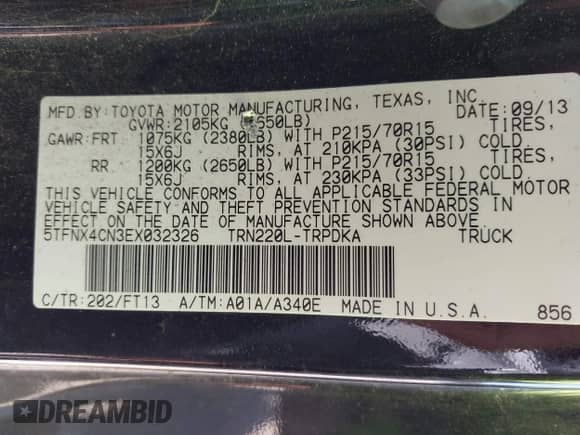 MFD.BY:TOYOTA MOTOR MANUFACTURING, TEXAS, INC.
GVWR:2105KG 4650LB) DATE:09/13
GAWR:FRT 1075KG (2380LB) WITH P215/70R15 TIRES,
15X6J RIMS, AT 210KPA (30PSI) COLD.
RR 1200KG (2650LB) WITH P215/70R15 TIRES,
15X6J RIMS, AT 230KPA (33PSI) COLD.
THIS VEHICLE CONFORMS TO ALL APPLICABLE FEDERAL MOTOR
VEHICLE SAFETY AND THEFT PREVENTION STANDARDS IN
EFFECT ON THE DATE OF MANUFACTURE SHOWN ABOVE.
5TFNX4CN3EX032326 TRN220L-TRPDKA TRUCK
C/TR:202/FT13 A/TM:A01A/A340E MADE IN U.S.A. 856
DREAMBID